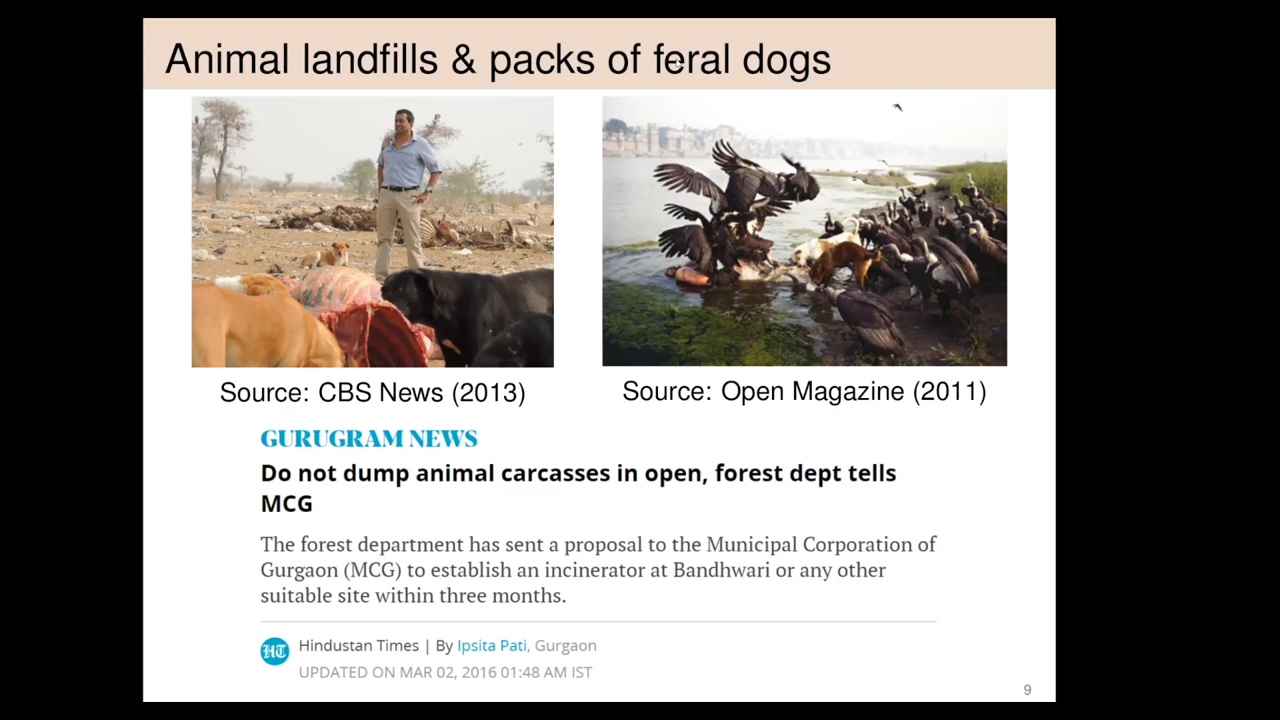 Animal landfills & packs of feral dogs
Source: CBS News (2013)
Source: Open Magazine (2011)
GURUGRAM NEWS
Do not dump animal carcasses in open, forest dept tells
MCG
The forest department has sent a proposal to the Municipal Corporation of
Gurgaon (MCG) to establish an incinerator at Bandhwari or any other
suitable site within three months.
HT
Hindustan Times | By Ipsita Pati, Gurgaon
UPDATED ON MAR 02, 2016 01:48 AM IST
9